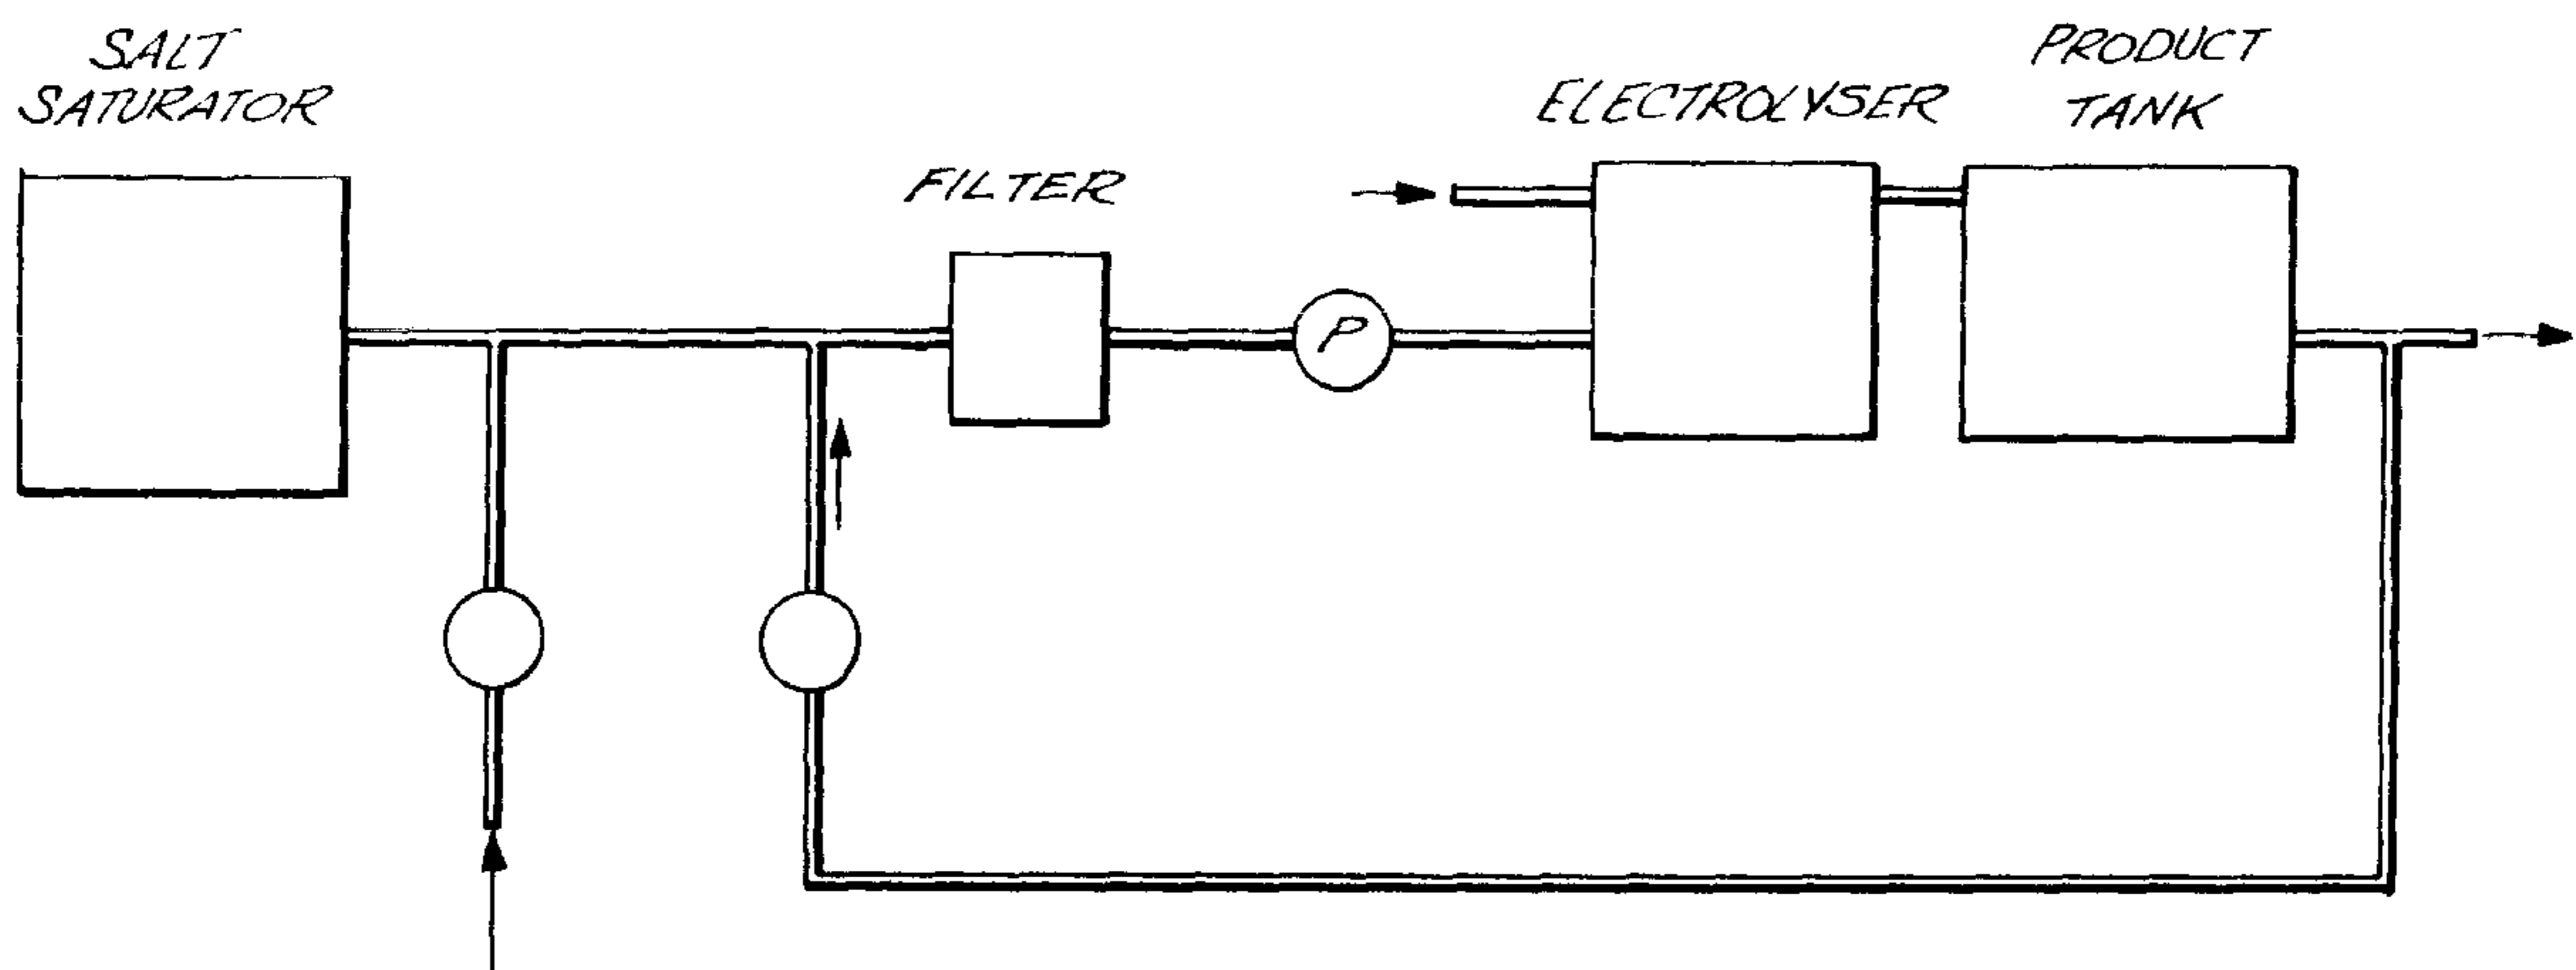 SALT
SATURATOR
FILTER
ELECTROLYSER
PRODUCT
TANK
P